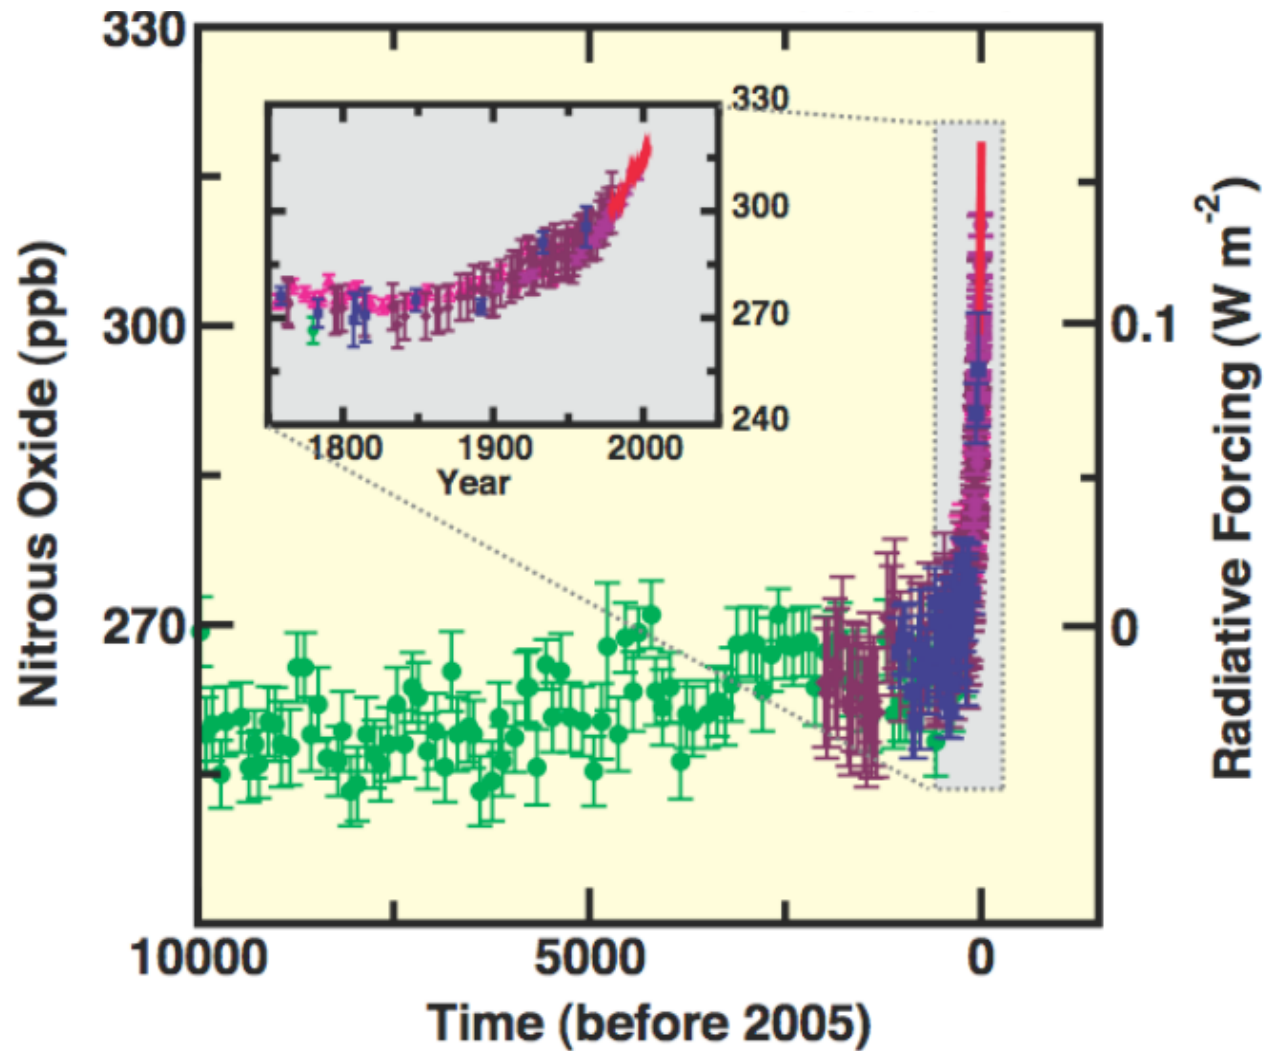 330
300
270
Nitrous Oxide (ppb)
330
300
270
240
1800 1900 2000
Year
0.1
0
Radiative Forcing (W m⁻²)
10000 5000 0
Time (before 2005)